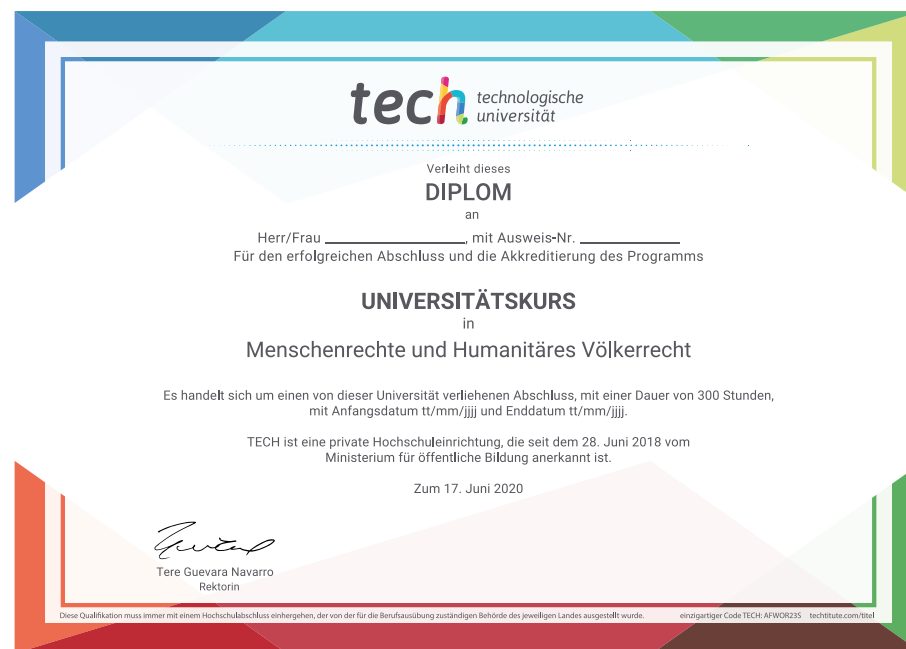 tech technologische
universität
Verleiht dieses
DIPLOM
an
Herr/Frau ____________________, mit Ausweis-Nr. ______________
Für den erfolgreichen Abschluss und die Akkreditierung des Programms
UNIVERSITÄTSKURS
in
Menschenrechte und Humanitäres Völkerrecht
Es handelt sich um einen von dieser Universität verliehenen Abschluss, mit einer Dauer von 300 Stunden,
mit Anfangsdatum tt/mm/jjjj und Enddatum tt/mm/jjjj.
TECH ist eine private Hochschuleinrichtung, die seit dem 28. Juni 2018 vom
Ministerium für öffentliche Bildung anerkannt ist.
Zum 17. Juni 2020
Tere Guevara Navarro
Rektorin
Diese Qualifikation muss immer mit einem Hochschulabschluss einhergehen, der von der für die Berufsausübung zuständigen Behörde des jeweiligen Landes ausgestellt wurde. einzigartiger Code TECH: AFWOR23S techtitute.com/titel